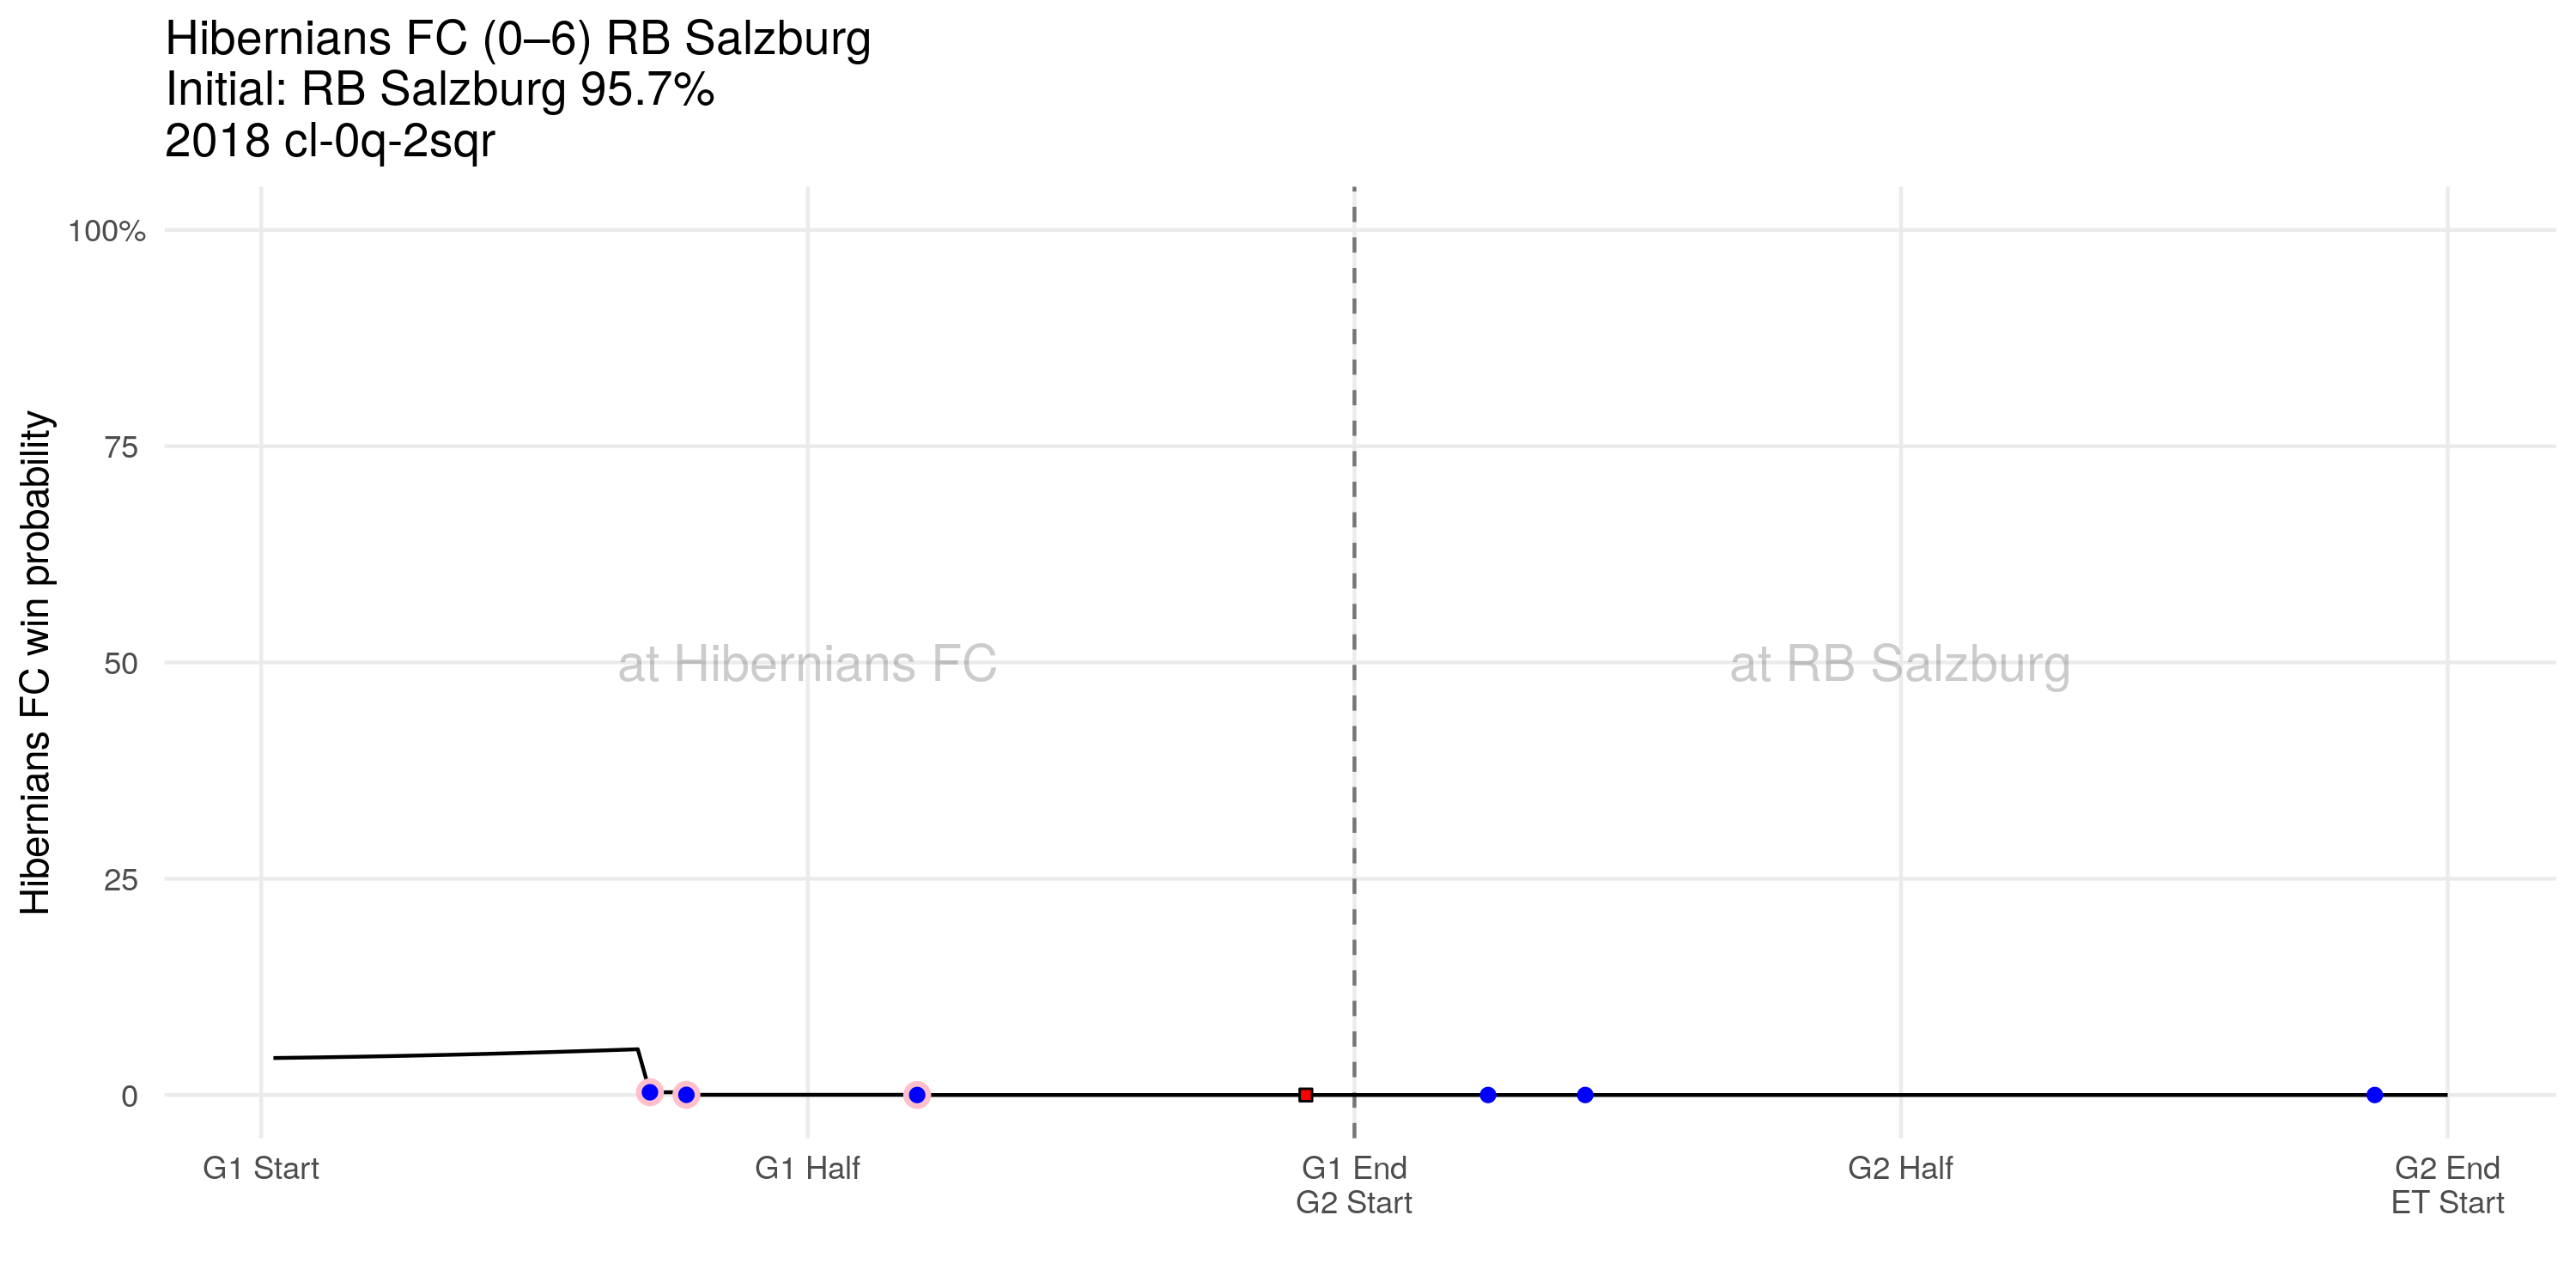 Hibernians FC (0–6) RB Salzburg
Initial: RB Salzburg 95.7%
2018 cl-0q-2sqr
Hibernians FC win probability
100%
75
50
25
0
at Hibernians FC
at RB Salzburg
G1 Start
G1 Half
G1 End
G2 Start
G2 Half
G2 End
ET Start